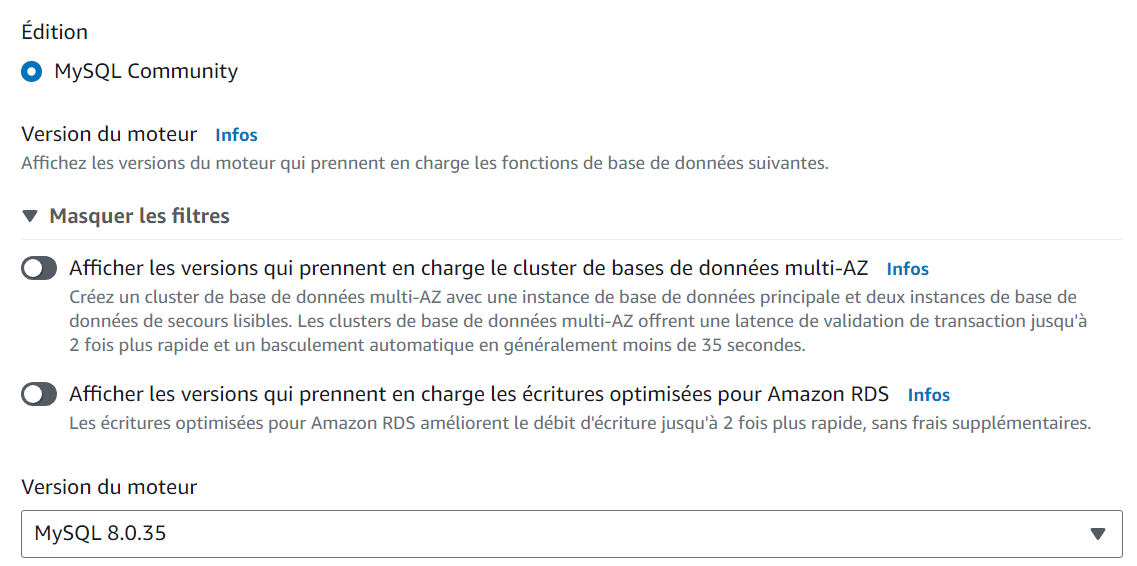 Édition
MySQL Community
Version du moteur Infos
Affichez les versions du moteur qui prennent en charge les fonctions de base de données suivantes.
Masquer les filtres
Afficher les versions qui prennent en charge le cluster de bases de données multi-AZ Infos
Créez un cluster de base de données multi-AZ avec une instance de base de données principale et deux instances de base de
données de secours lisibles. Les clusters de base de données multi-AZ offrent une latence de validation de transaction jusqu'à
2 fois plus rapide et un basculement automatique en généralement moins de 35 secondes.
Afficher les versions qui prennent en charge les écritures optimisées pour Amazon RDS Infos
Les écritures optimisées pour Amazon RDS améliorent le débit d'écriture jusqu'à 2 fois plus rapide, sans frais supplémentaires.
Version du moteur
MySQL 8.0.35